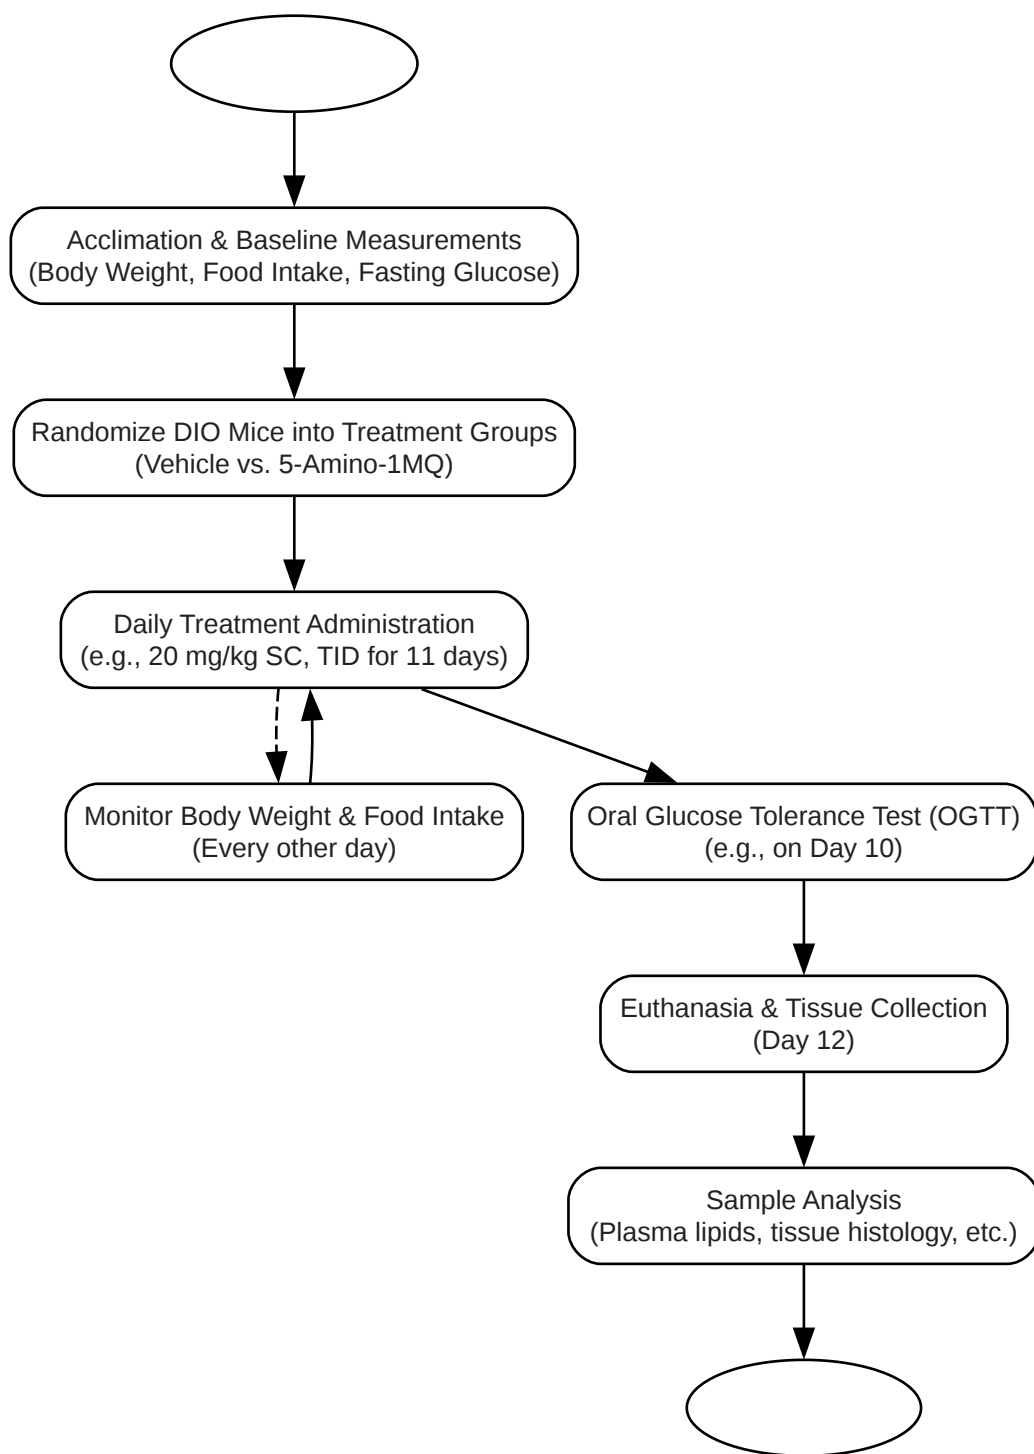 Acclimation & Baseline Measurements
(Body Weight, Food Intake, Fasting Glucose)
Randomize DIO Mice into Treatment Groups
(Vehicle vs. 5-Amino-1MQ)
Daily Treatment Administration
(e.g., 20 mg/kg SC, TID for 11 days)
Monitor Body Weight & Food Intake
(Every other day)
Oral Glucose Tolerance Test (OGTT)
(e.g., on Day 10)
Euthanasia & Tissue Collection
(Day 12)
Sample Analysis
(Plasma lipids, tissue histology, etc.)